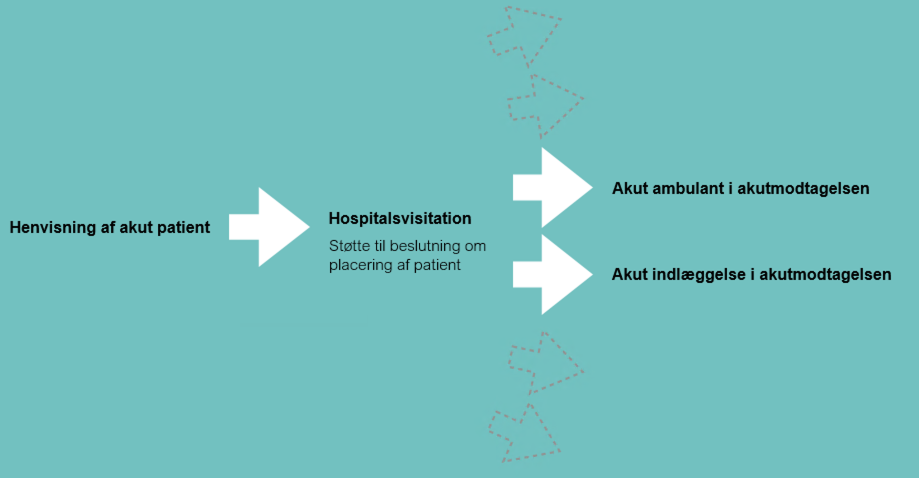 Henvisning af akut patient
Hospitalsvisitation
Støtte til beslutning om
placering af patient
Akut ambulant i akutmodtagelsen
Akut indlæggelse i akutmodtagelsen